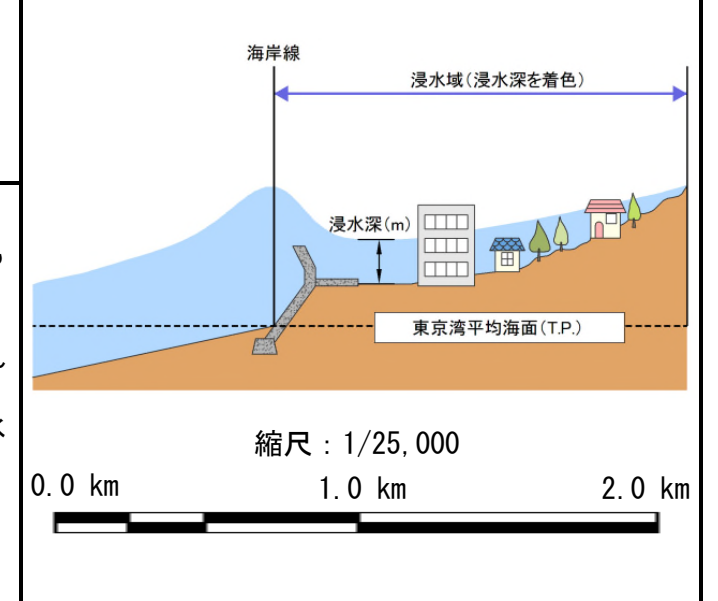 海岸線
浸水域(浸水深を着色)
浸水深(m)
東京湾平均海面(T.P.)
縮尺：1/25,000
0.0 km 1.0 km 2.0 km